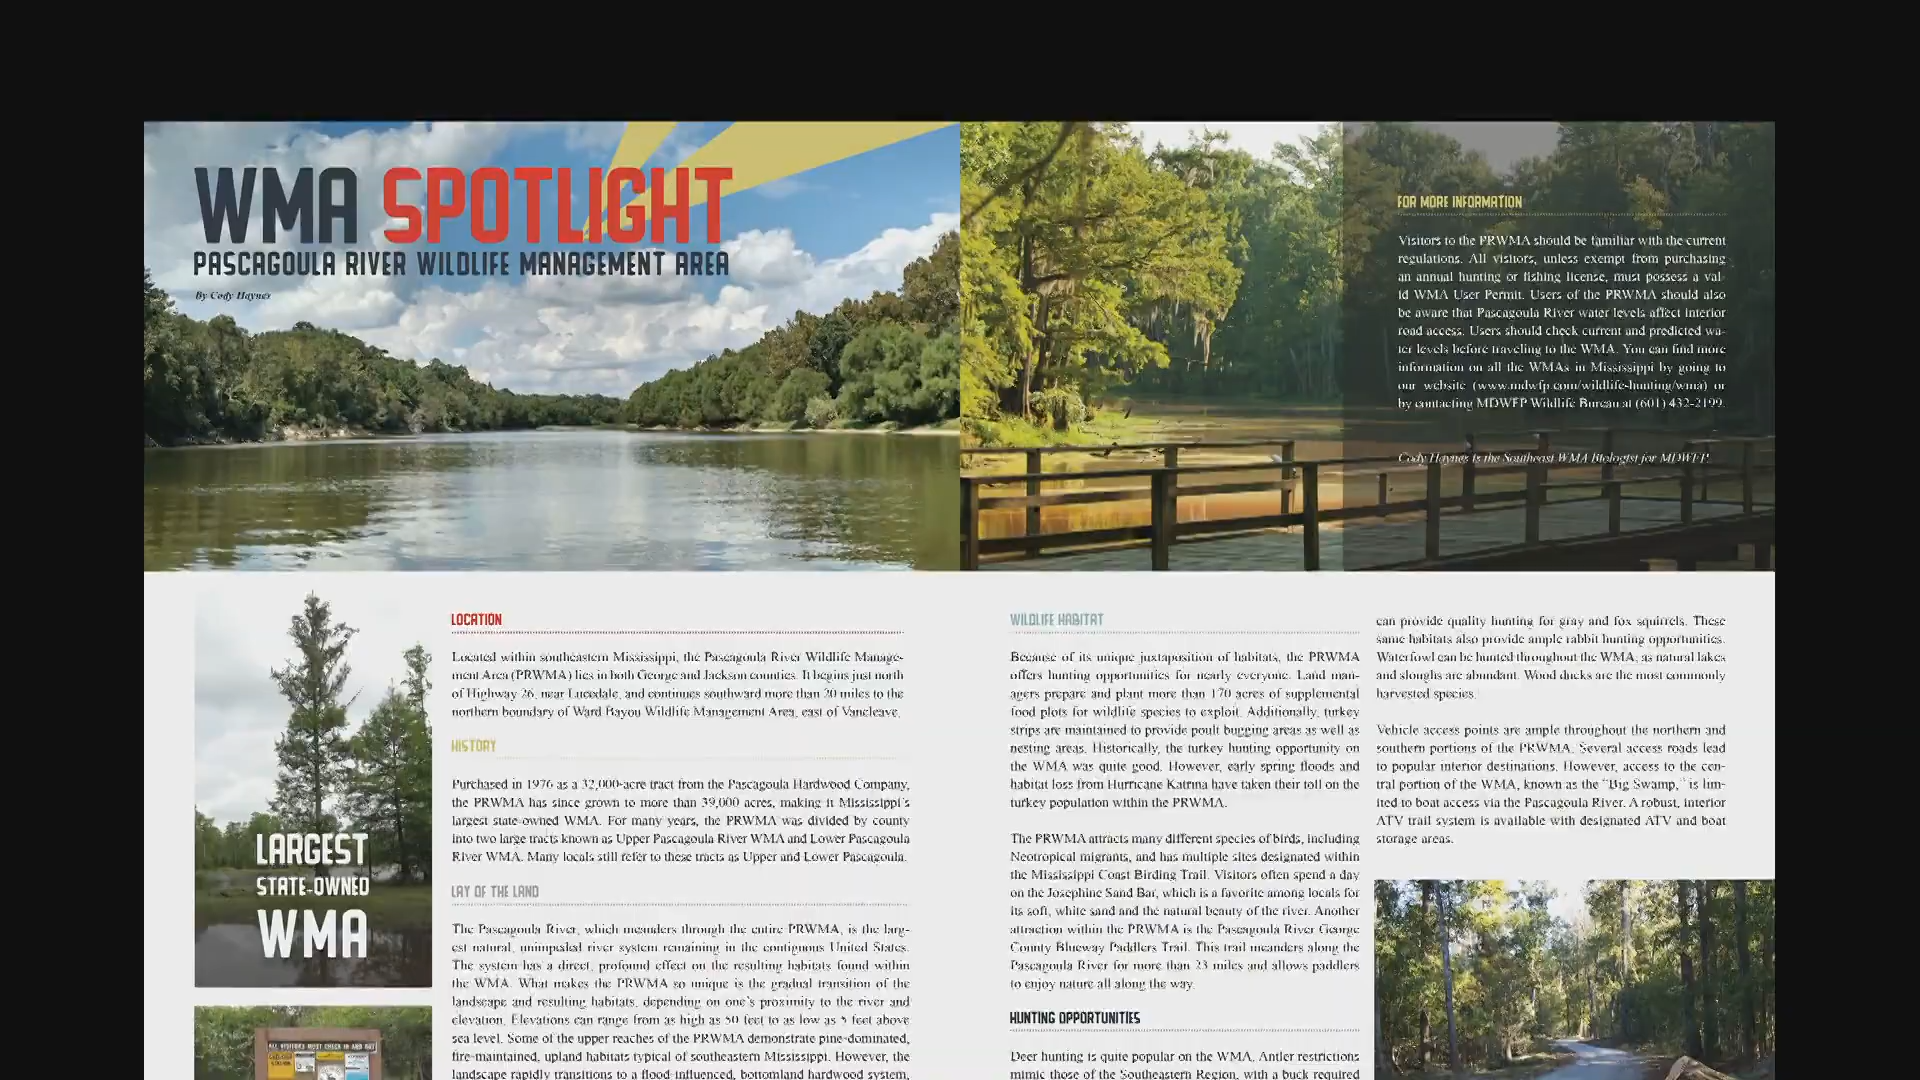 WMA SPOTLIGHT
PASCAGOULA RIVER WILDLIFE MANAGEMENT AREA
By Cody Haynes
FOR MORE INFORMATION
Visitors to the PRWMA should be familiar with the current
regulations. All visitors, unless exempt from purchasing
an annual hunting or fishing license, must possess a val-
id WMA User Permit. Users of the PRWMA should also
be aware that Pascagoula River water levels affect interior
road access. Users should check current and predicted wa-
ter levels before traveling to the WMA. You can find more
information on all the WMAs in Mississippi by going to
our website (www.mdwfp.com/wildlife-hunting/wma) or
by contacting MDWFP Wildlife Bureau at (601) 432-2199.
Cody Haynes is the Southeast WMA Biologist for MDWFP.
LARGEST
STATE-OWNED
WMA
ALL VISITORS MUST CHECK IN AND OUT
LOCATION
Located within southeastern Mississippi, the Pascagoula River Wildlife Manage-
ment Area (PRWMA) lies in both George and Jackson counties. It begins just north
of Highway 26, near Lucedale, and continues southward more than 20 miles to the
northern boundary of Ward Bayou Wildlife Management Area, east of Vancleave.
HISTORY
Purchased in 1976 as a 32,000-acre tract from the Pascagoula Hardwood Company,
the PRWMA has since grown to more than 39,000 acres, making it Mississippi's
largest state-owned WMA. For many years, the PRWMA was divided by county
into two large tracts known as Upper Pascagoula River WMA and Lower Pascagoula
River WMA. Many locals still refer to these tracts as Upper and Lower Pascagoula.
LAY OF THE LAND
The Pascagoula River, which meanders through the entire PRWMA, is the larg-
est natural, unimpeded river system remaining in the contiguous United States.
The system has a direct, profound effect on the resulting habitats found within
the WMA. What makes the PRWMA so unique is the gradual transition of the
landscape and resulting habitats, depending on one's proximity to the river and
elevation. Elevations can range from as high as 50 feet to as low as 5 feet above
sea level. Some of the upper reaches of the PRWMA demonstrate pine-dominated,
fire-maintained, upland habitats typical of southeastern Mississippi. However, the
landscape rapidly transitions to a flood-influenced, bottomland hardwood system,
WILDLIFE HABITAT
Because of its unique juxtaposition of habitats, the PRWMA
offers hunting opportunities for nearly everyone. Land man-
agers prepare and plant more than 170 acres of supplemental
food plots for wildlife species to exploit. Additionally, turkey
strips are maintained to provide poult bugging areas as well as
nesting areas. Historically, the turkey hunting opportunity on
the WMA was quite good. However, early spring floods and
habitat loss from Hurricane Katrina have taken their toll on the
turkey population within the PRWMA.
The PRWMA attracts many different species of birds, including
Neotropical migrants, and has multiple sites designated within
the Mississippi Coast Birding Trail. Visitors often spend a day
on the Josephine Sand Bar, which is a favorite among locals for
its soft, white sand and the natural beauty of the river. Another
attraction within the PRWMA is the Pascagoula River George
County Blueway Paddlers Trail. This trail meanders along the
Pascagoula River for more than 23 miles and allows paddlers
to enjoy nature all along the way.
HUNTING OPPORTUNITIES
Deer hunting is quite popular on the WMA. Antler restrictions
mimic those of the Southeastern Region, with a buck required
can provide quality hunting for gray and fox squirrels. These
same habitats also provide ample rabbit hunting opportunities.
Waterfowl can be hunted throughout the WMA, as natural lakes
and sloughs are abundant. Wood ducks are the most commonly
harvested species.
Vehicle access points are ample throughout the northern and
southern portions of the PRWMA. Several access roads lead
to popular interior destinations. However, access to the cen-
tral portion of the WMA, known as the "Big Swamp," is lim-
ited to boat access via the Pascagoula River. A robust, interior
ATV trail system is available with designated ATV and boat
storage areas.